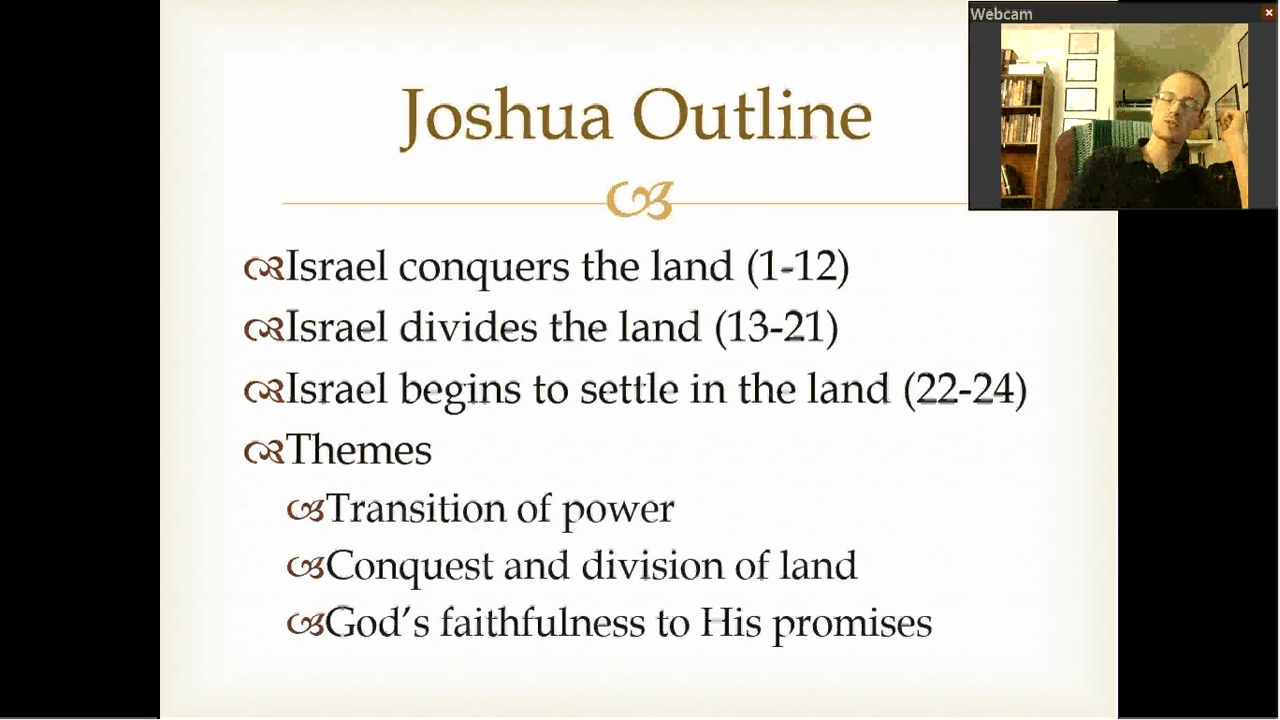 Webcam
Joshua Outline
Israel conquers the land (1-12)
Israel divides the land (13-21)
Israel begins to settle in the land (22-24)
Themes
Transition of power
Conquest and division of land
God’s faithfulness to His promises